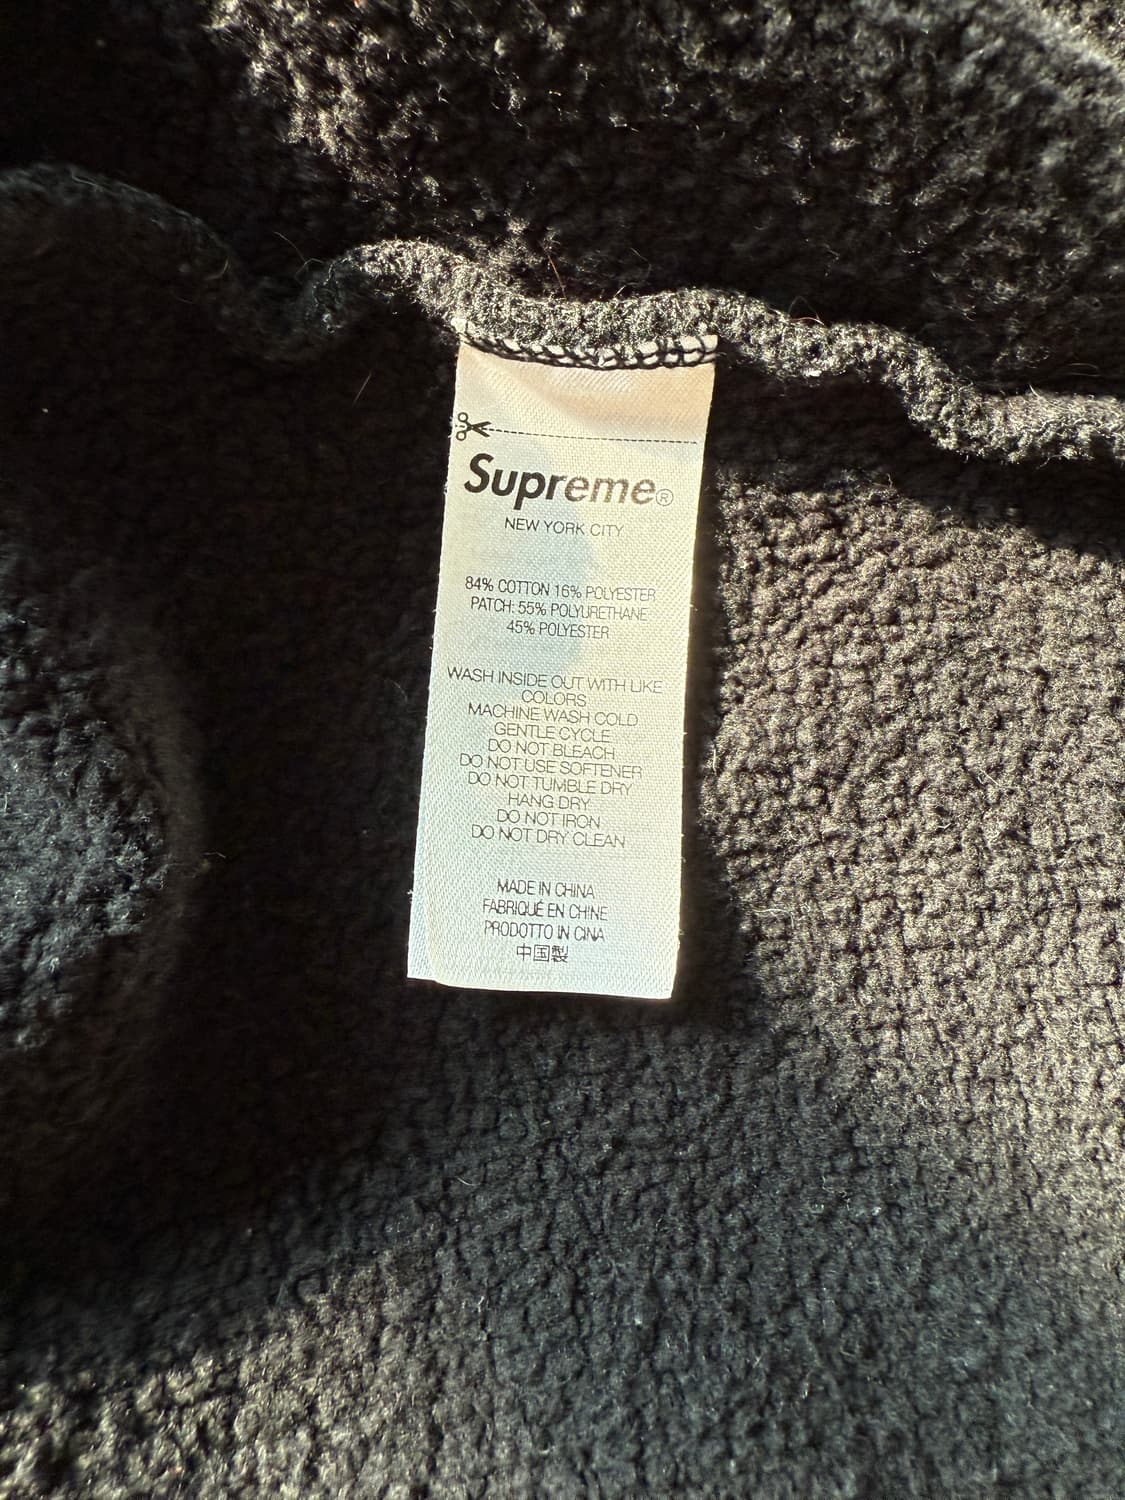 Supreme®
NEW YORK CITY
84% COTTON 16% POLYESTER
PATCH: 55% POLYURETHANE
45% POLYESTER
WASH INSIDE OUT WITH LIKE
COLORS
MACHINE WASH COLD
GENTLE CYCLE
DO NOT BLEACH
DO NOT USE SOFTENER
DO NOT TUMBLE DRY
HANG DRY
DO NOT IRON
DO NOT DRY CLEAN
MADE IN CHINA
FABRIQUÉ EN CHINE
PRODOTTO IN CINA
中国製